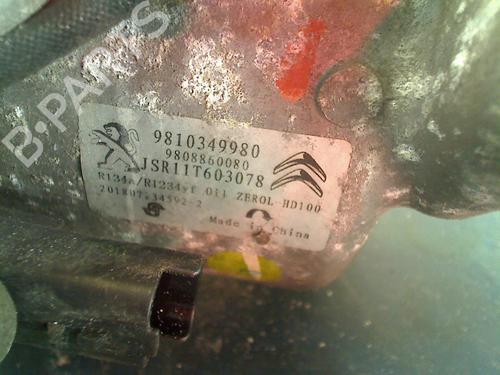 B-PARTS
9810349980
9808860080
JSR11T603078
R134a/R1234yf Oil ZEROL-HD100
Made in China